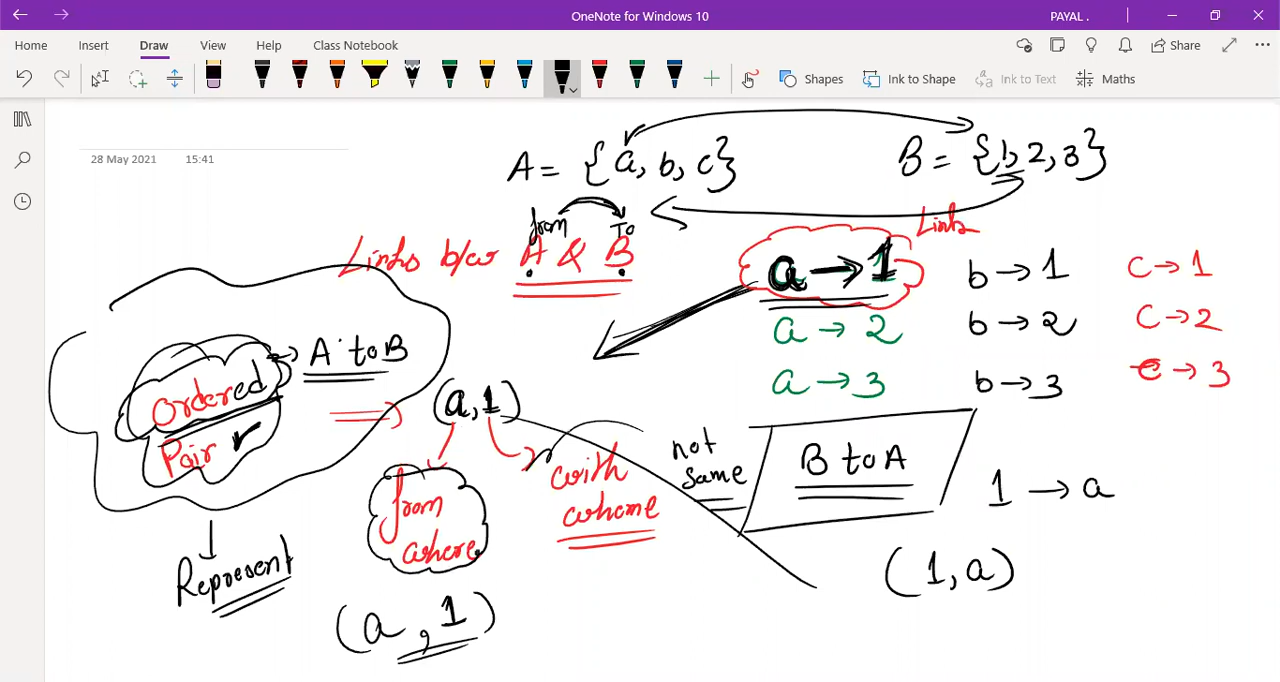 OneNote for Windows 10
PAYAL .
Home Insert Draw View Help Class Notebook
Share
Shapes
Ink to Shape
Ink to Text
Maths
28 May 2021 15:41
A = {a, b, c}
B = {1, 2, 3}
from To
Links b/w A & B
Link
a → 1 b → 1 c → 1
a → 2 b → 2 c → 2
a → 3 b → 3 c → 3
Ordered → A to B
Pair
⇒ (a, 1)
from
where
with
whome
not
same
B to A
1 → a
(1, a)
Represent
(a, 1)